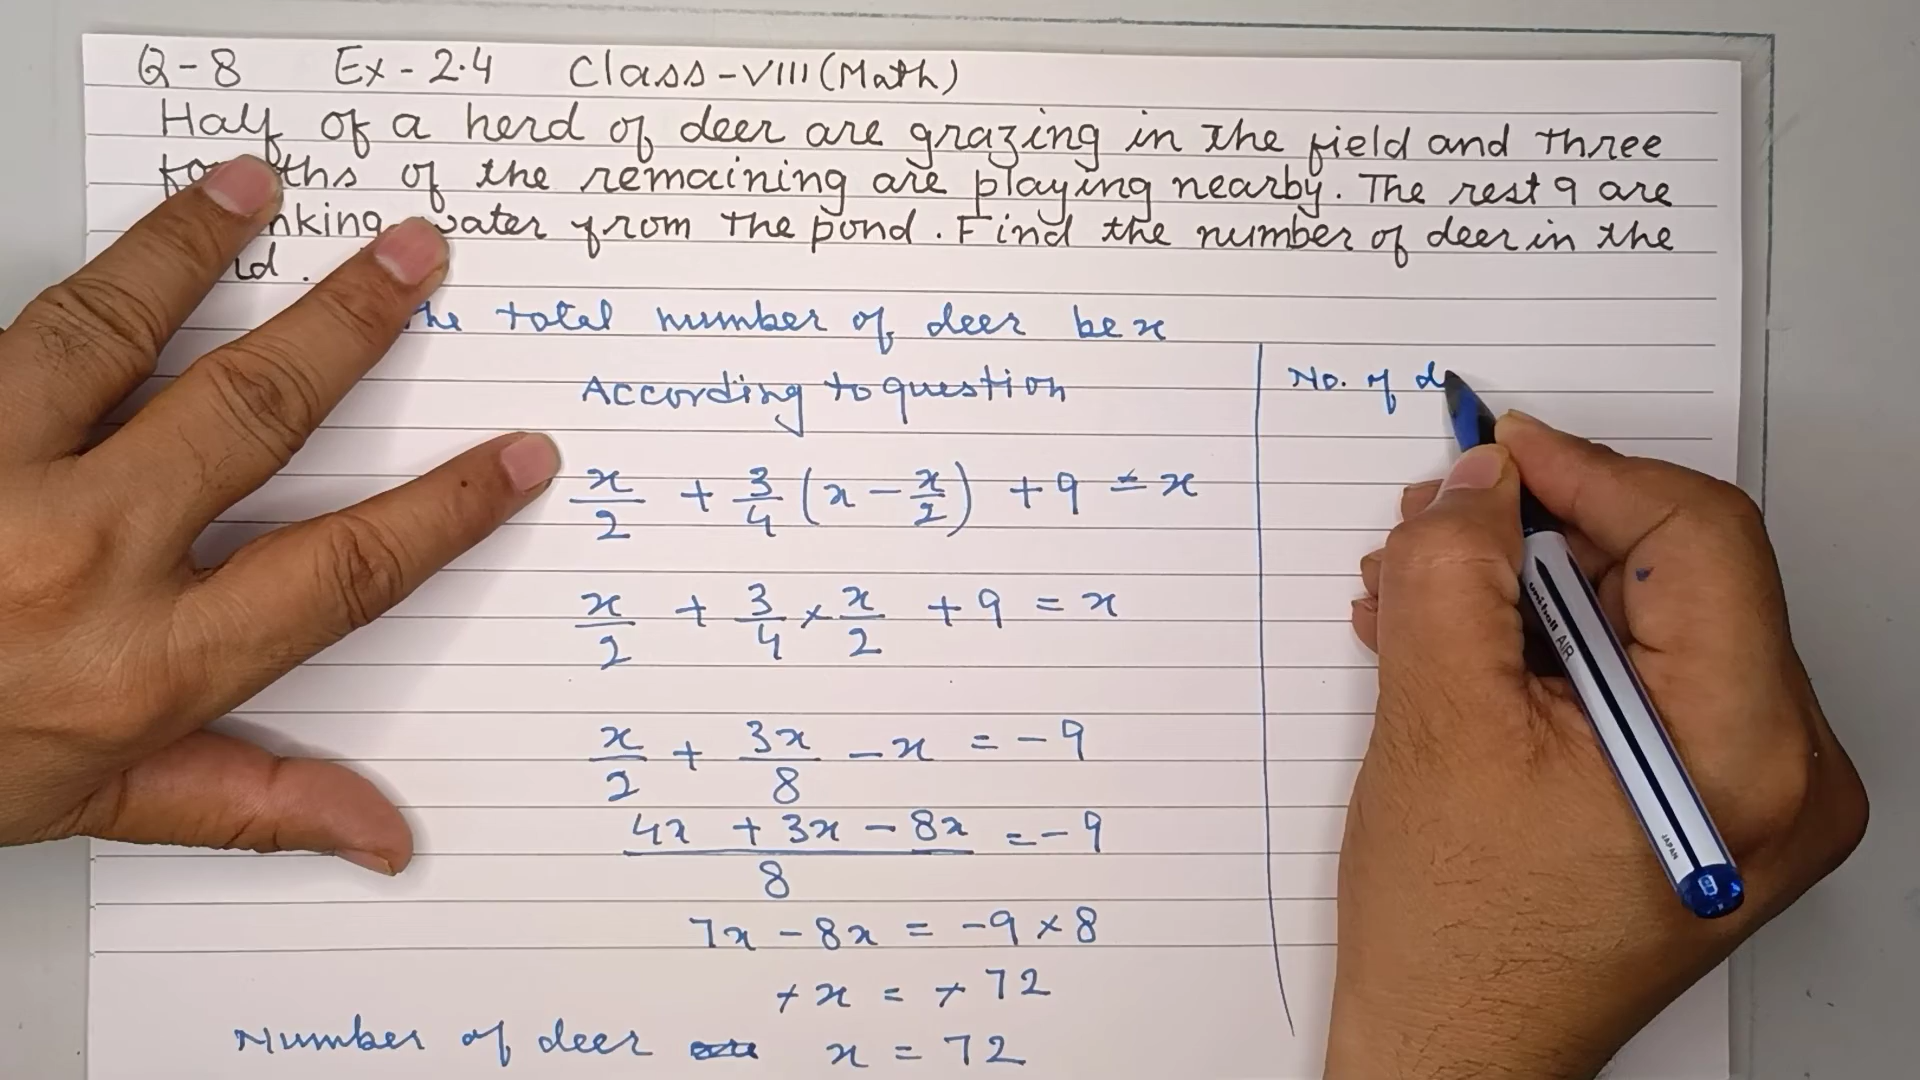 Q-8 Ex-2.4 Class-VIII (Math)
Half of a herd of deer are grazing in the field and three
of the remaining are playing nearby. The rest 9 are
water from the pond. Find the number of deer in the
total number of deer be x
According to question
x/2 + 3/4 (x - x/2) + 9 = x
x/2 + 3/4 × x/2 + 9 = x
x/2 + 3x/8 - x = -9
4x + 3x - 8x / 8 = -9
7x - 8x = -9 × 8
+ x = + 72
Number of deer x = 72
No. of
uni-ball AIR
JAPAN